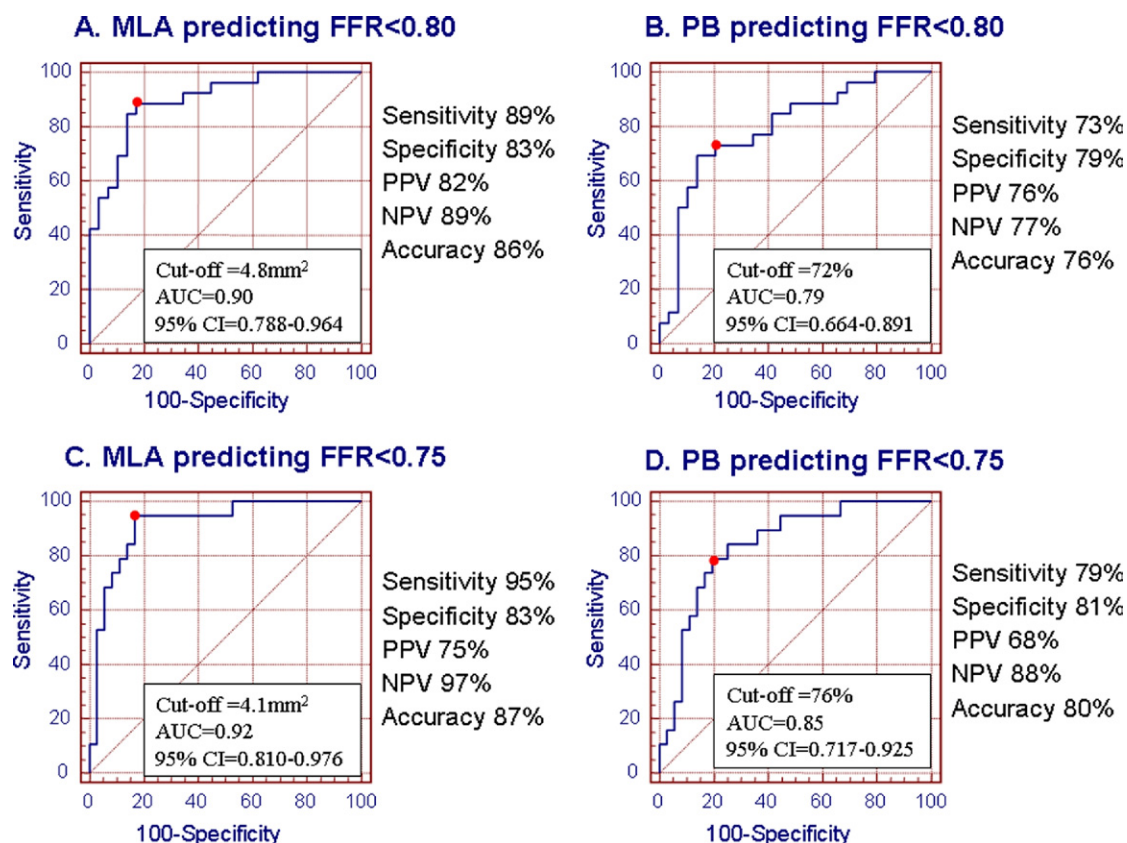 A. MLA predicting FFR<0.80
100
80
60
40
20
0
Sensitivity
0 20 40 60 80 100
100-Specificity
Cut-off =4.8mm²
AUC=0.90
95% CI=0.788-0.964
Sensitivity 89%
Specificity 83%
PPV 82%
NPV 89%
Accuracy 86%
B. PB predicting FFR<0.80
100
80
60
40
20
0
Sensitivity
0 20 40 60 80 100
100-Specificity
Cut-off =72%
AUC=0.79
95% CI=0.664-0.891
Sensitivity 73%
Specificity 79%
PPV 76%
NPV 77%
Accuracy 76%
C. MLA predicting FFR<0.75
100
80
60
40
20
0
Sensitivity
0 20 40 60 80 100
100-Specificity
Cut-off =4.1mm²
AUC=0.92
95% CI=0.810-0.976
Sensitivity 95%
Specificity 83%
PPV 75%
NPV 97%
Accuracy 87%
D. PB predicting FFR<0.75
100
80
60
40
20
0
Sensitivity
0 20 40 60 80 100
100-Specificity
Cut-off =76%
AUC=0.85
95% CI=0.717-0.925
Sensitivity 79%
Specificity 81%
PPV 68%
NPV 88%
Accuracy 80%